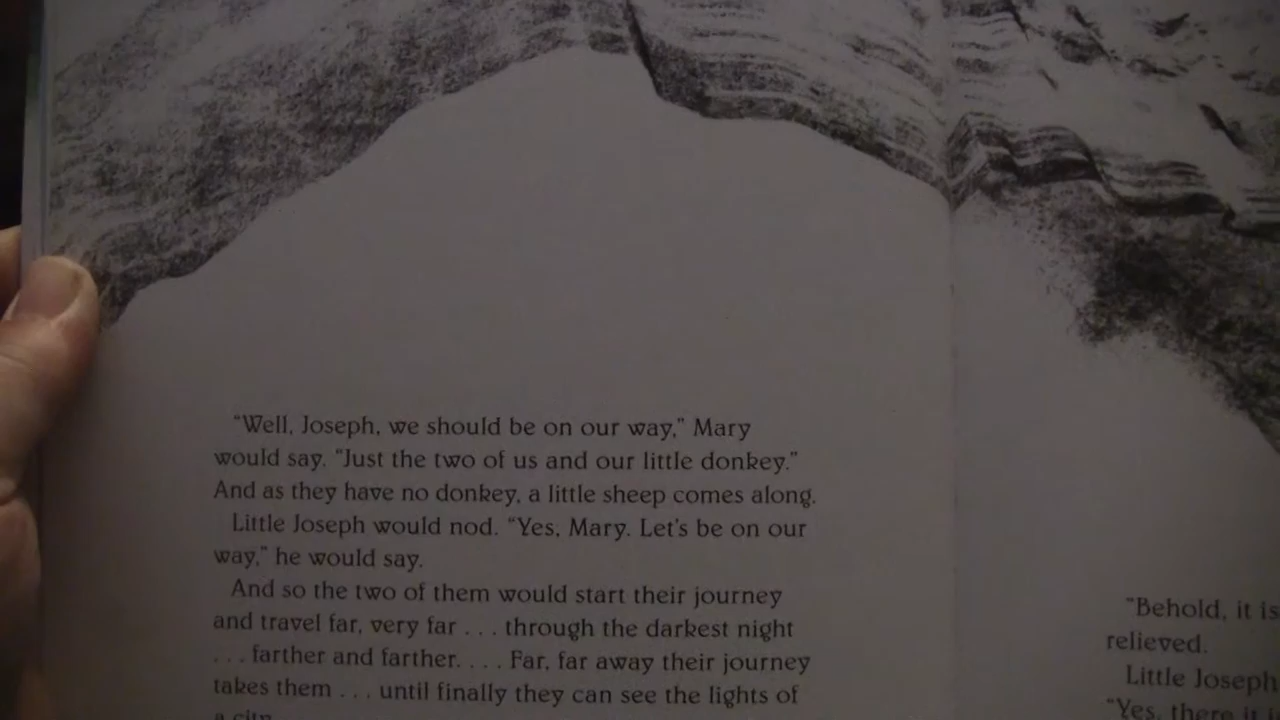 “Well, Joseph, we should be on our way,” Mary
would say. “Just the two of us and our little donkey.”
And as they have no donkey, a little sheep comes along.
Little Joseph would nod. “Yes, Mary. Let’s be on our
way,” he would say.
And so the two of them would start their journey
and travel far, very far . . . through the darkest night
. . . farther and farther. . . . Far, far away their journey
takes them . . . until finally they can see the lights of
a city
“Behold, it is
relieved.
Little Joseph
“Yes, there it i